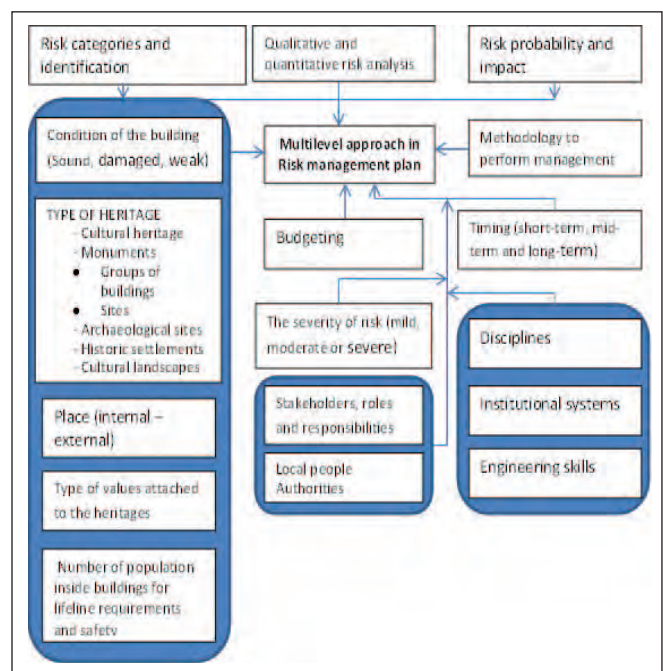 Risk categories and
identification
Qualitative and
quantitative risk analysis
Risk probability and
impact
Condition of the building
(Sound, damaged, weak)
Multilevel approach in
Risk management plan
Methodology to
perform management
TYPE OF HERITAGE
- Cultural heritage
- Monuments
● Groups of
buildings
● Sites
- Archaeological sites
- Historic settlements
- Cultural landscapes
Budgeting
Timing (short-term, mid-
term and long-term)
The severity of risk (mild,
moderate or severe)
Disciplines
Institutional systems
Engineering skills
Stakeholders, roles
and responsibilities
Local people
Authorities
Place (internal –
external)
Type of values attached
to the heritages
Number of population
inside buildings for
lifeline requirements
and safety